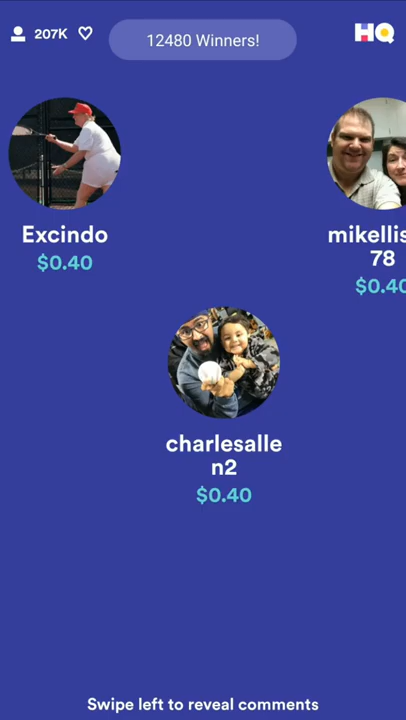 207K
12480 Winners!
HQ
Excindo
$0.40
mikellis
78
$0.40
charlesalle
n2
$0.40
Swipe left to reveal comments